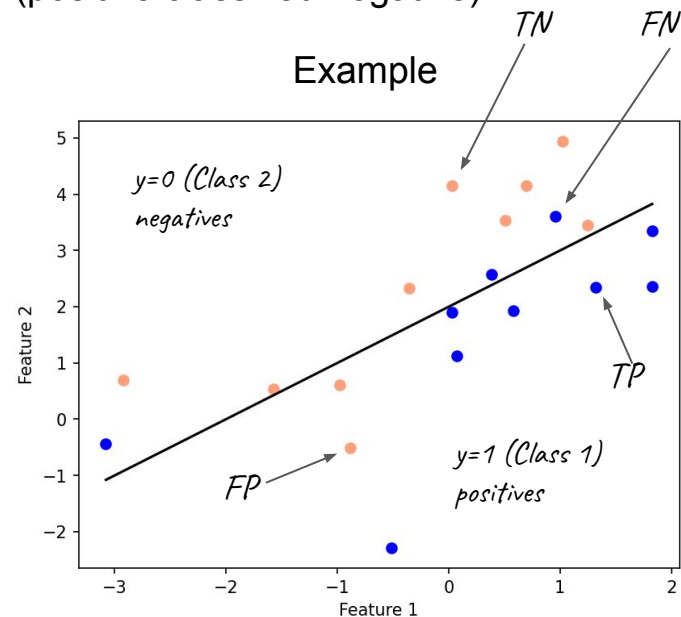 TN
FN
Example
y=0 (Class 2)
negatives
5
4
3
2
1
0
−1
−2
Feature 2
TP
y=1 (Class 1)
positives
FP
−3
−2
−1
0
1
2
Feature 1